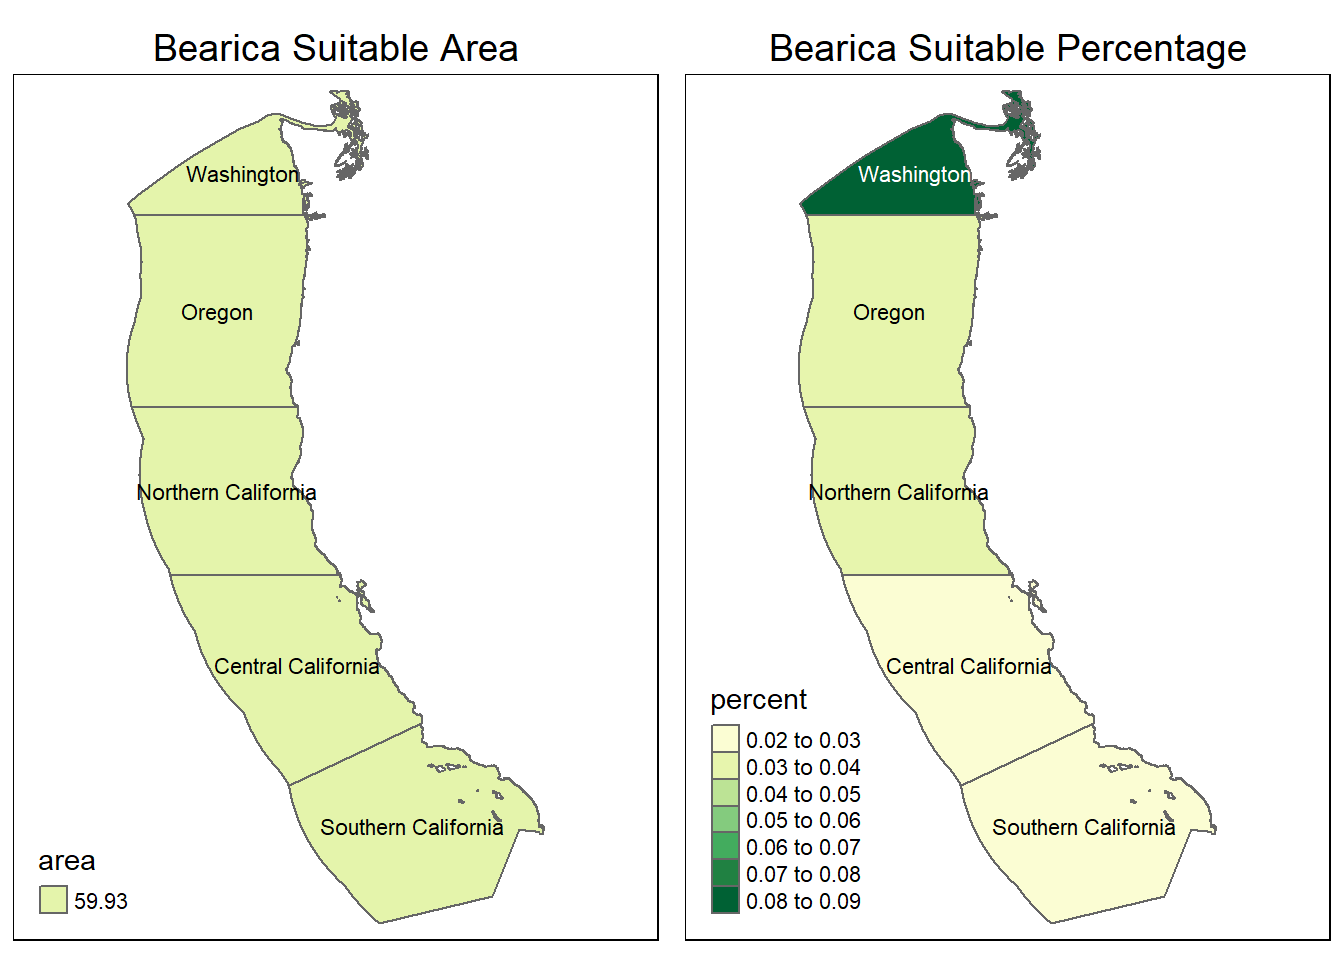 Bearica Suitable Area
Washington
Oregon
Northern California
Central California
Southern California
area
59.93
Bearica Suitable Percentage
Washington
Oregon
Northern California
Central California
Southern California
percent
0.02 to 0.03
0.03 to 0.04
0.04 to 0.05
0.05 to 0.06
0.06 to 0.07
0.07 to 0.08
0.08 to 0.09